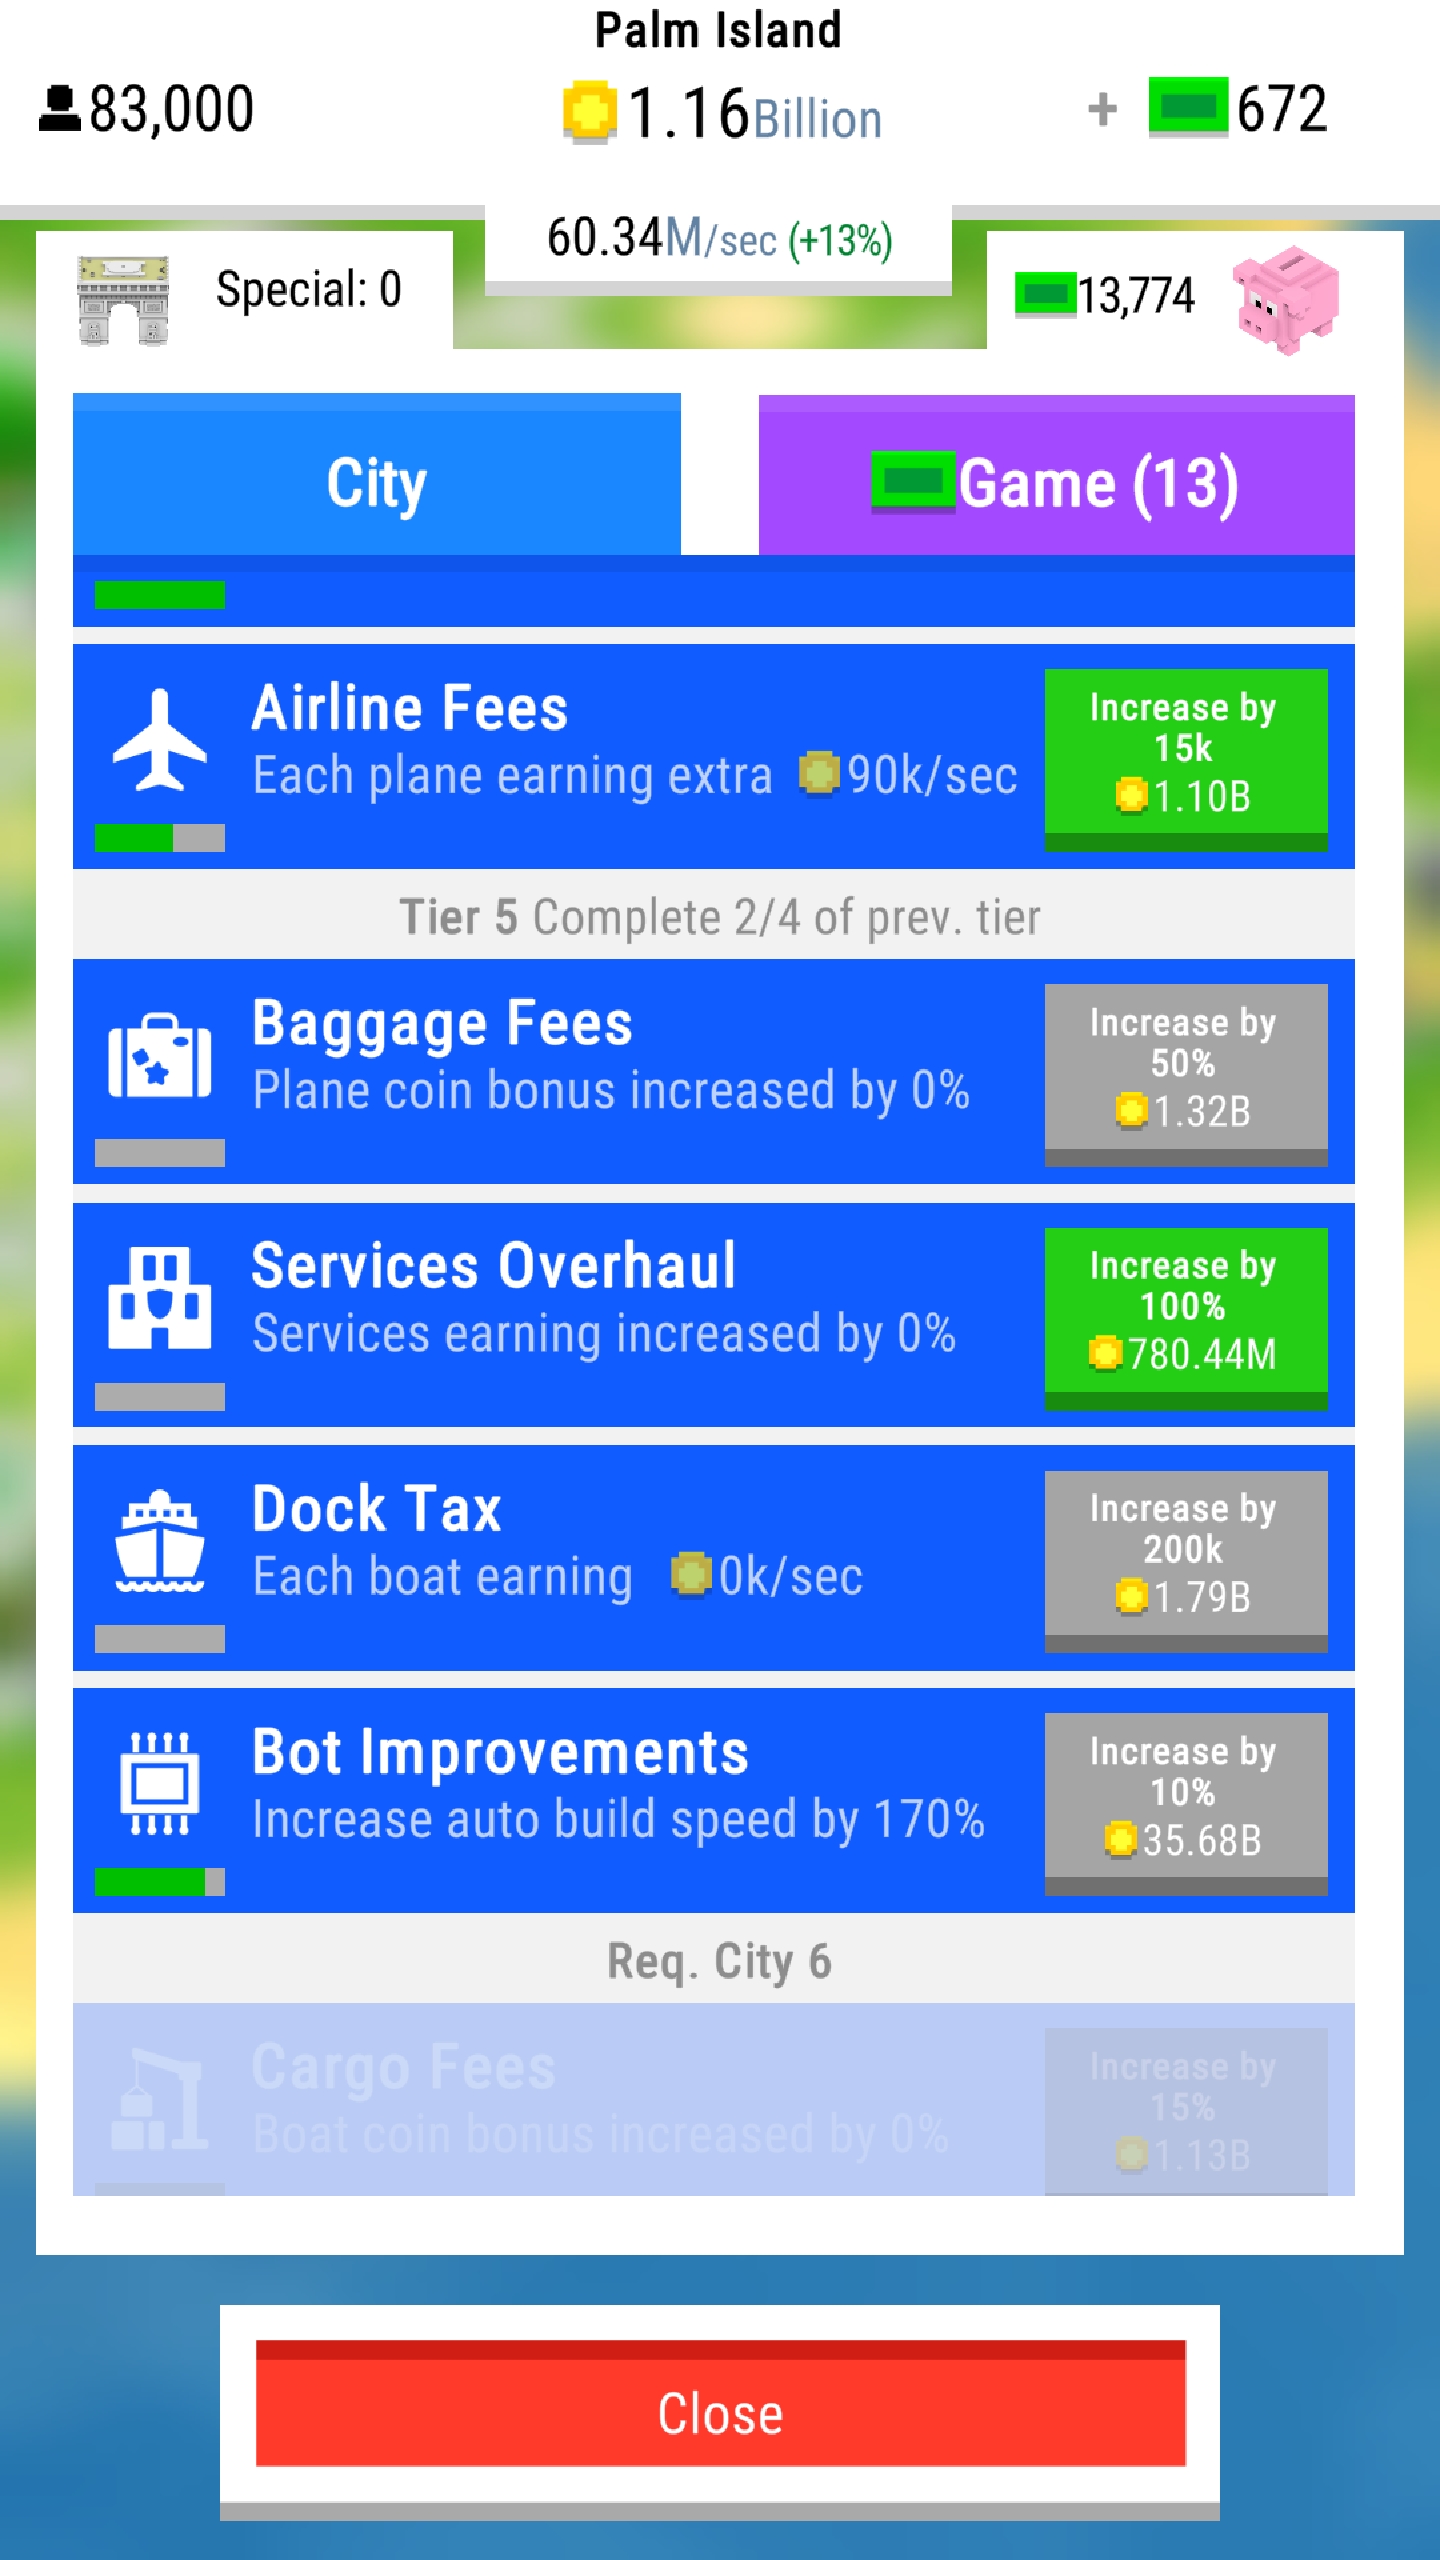 Palm Island
83,000
1.16Billion
+ 672
60.34M/sec (+13%)
Special: 0
13,774
City
Game (13)
Airline Fees
Each plane earning extra 90k/sec
Increase by
15k
1.10B
Tier 5 Complete 2/4 of prev. tier
Baggage Fees
Plane coin bonus increased by 0%
Increase by
50%
1.32B
Services Overhaul
Services earning increased by 0%
Increase by
100%
780.44M
Dock Tax
Each boat earning 0k/sec
Increase by
200k
1.79B
Bot Improvements
Increase auto build speed by 170%
Increase by
10%
35.68B
Req. City 6
Cargo Fees
Boat coin bonus increased by 0%
Increase by
15%
1.13B
Close